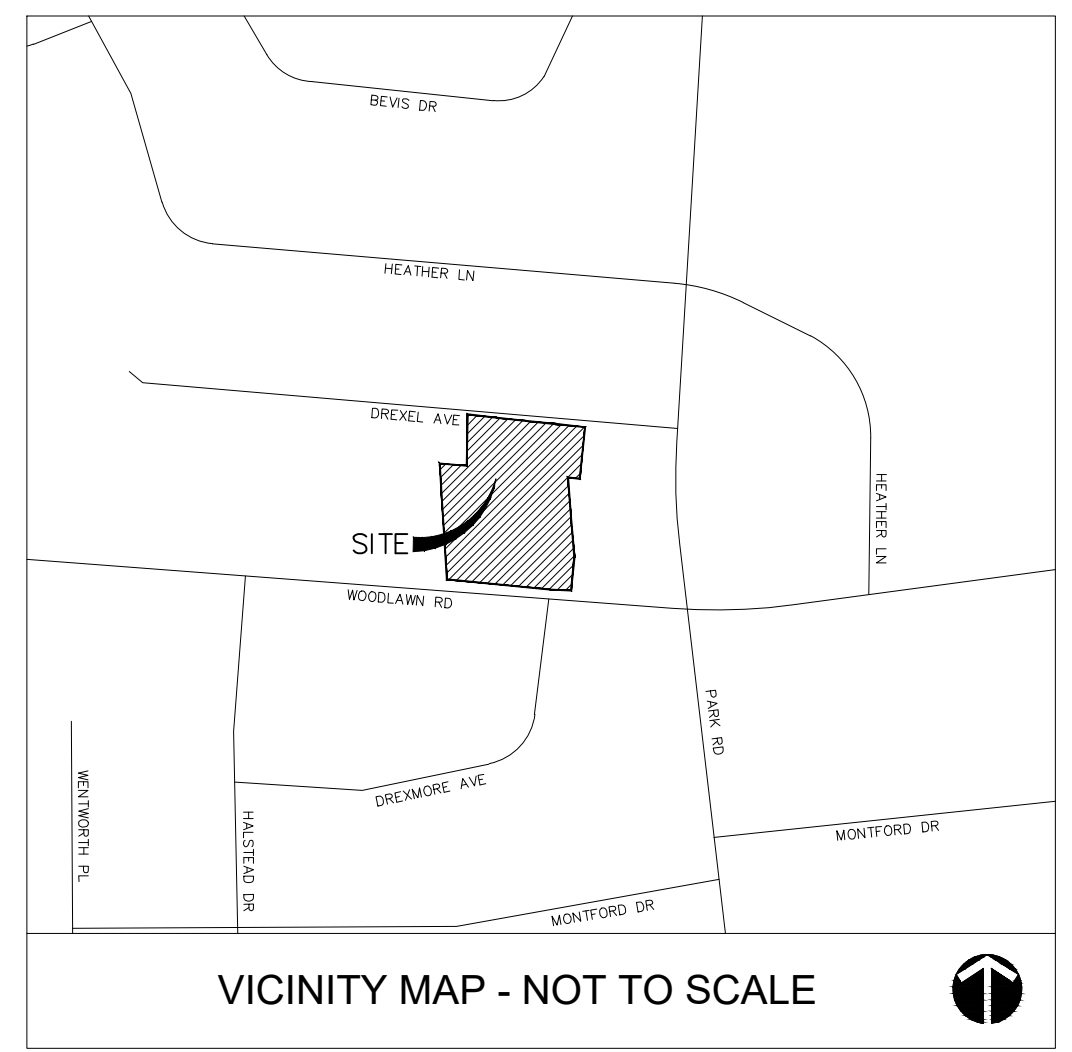 BEVIS DR
HEATHER LN
DREXEL AVE
HEATHER LN
SITE
WOODLAWN RD
PARK RD
WENTWORTH PL
DREXMORE AVE
HALSTEAD DR
MONTFORD DR
MONTFORD DR
VICINITY MAP - NOT TO SCALE